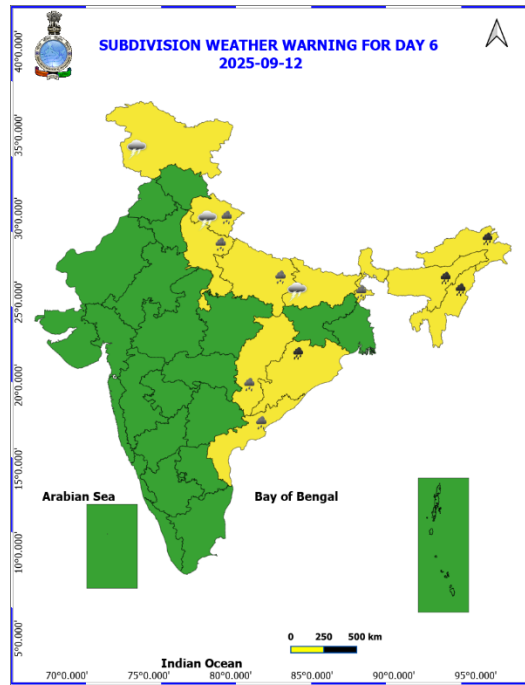 SUBDIVISION WEATHER WARNING FOR DAY 6
2025-09-12
40°0.000'
35°0.000'
30°0.000'
25°0.000'
20°0.000'
15°0.000'
10°0.000'
5°0.000'
Arabian Sea
Bay of Bengal
0 250 500 km
Indian Ocean
70°0.000' 75°0.000' 80°0.000' 85°0.000' 90°0.000' 95°0.000'